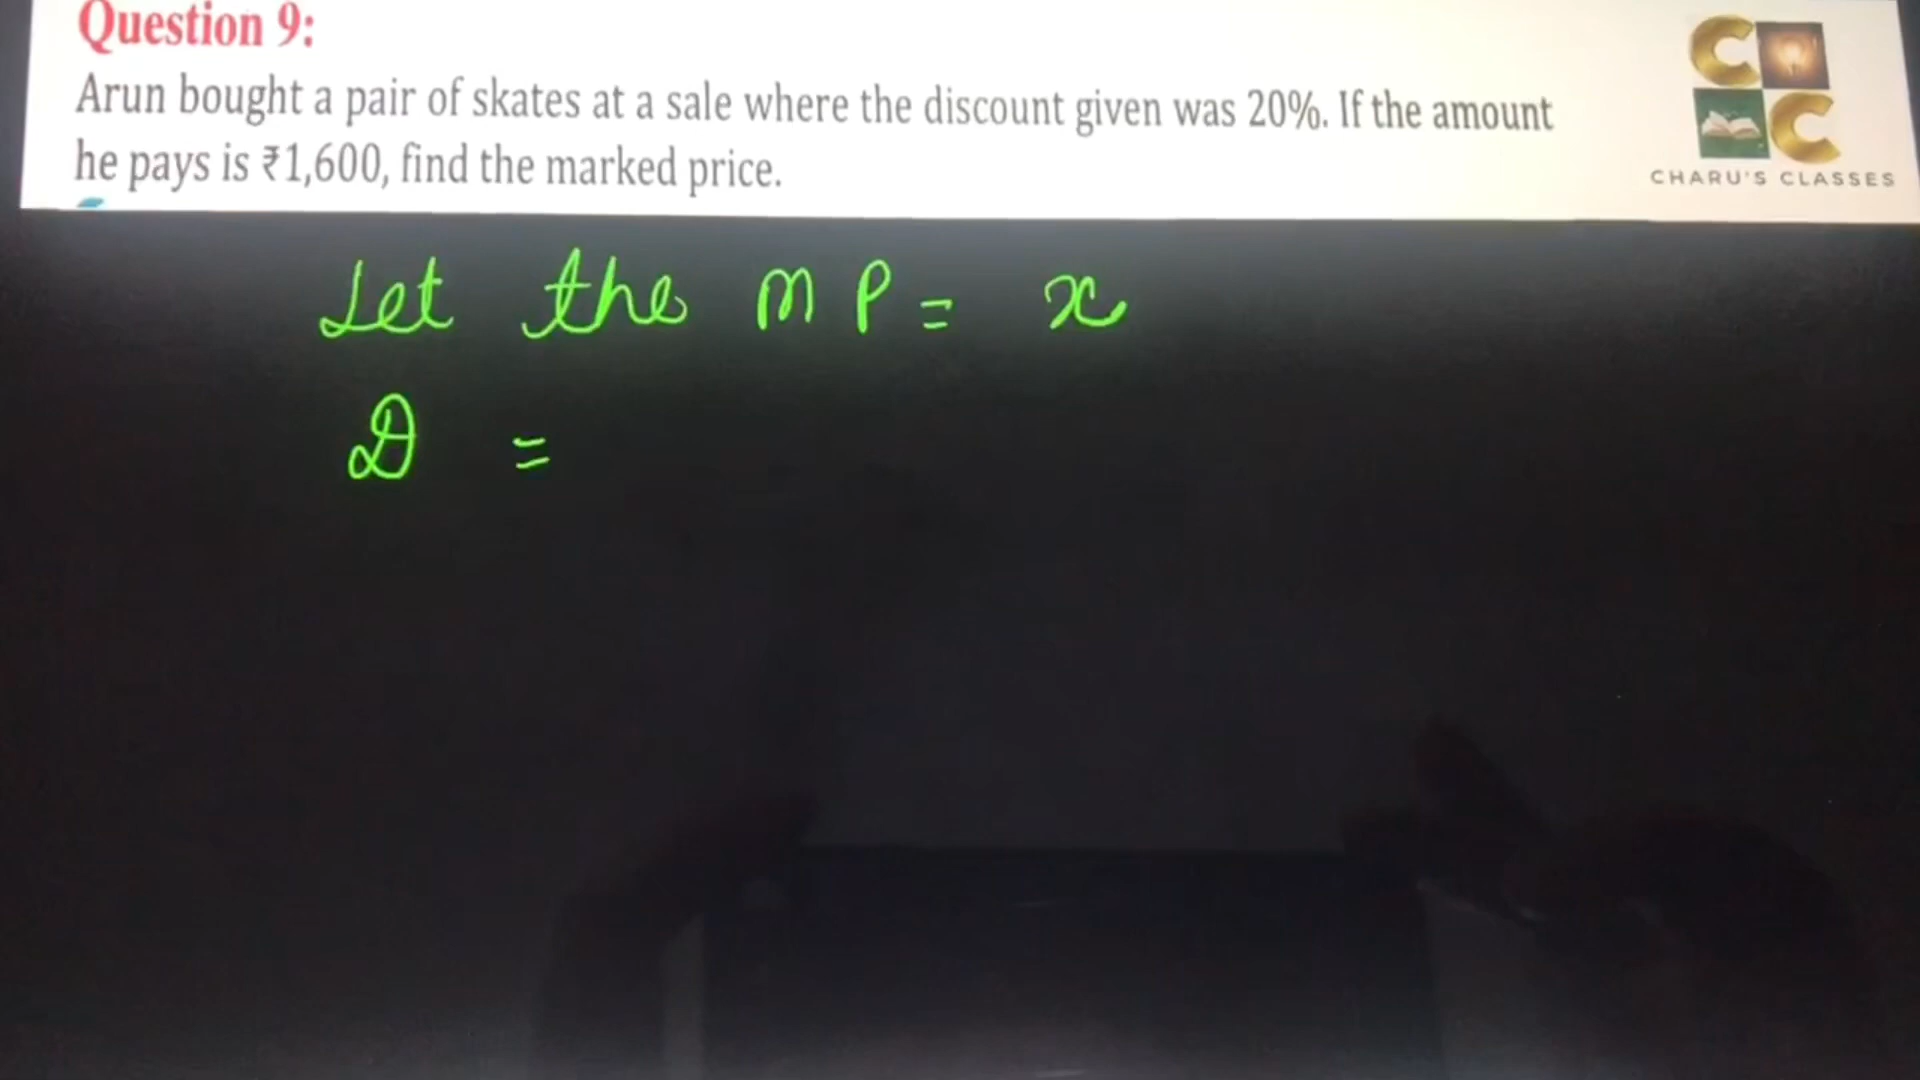 Question 9:
Arun bought a pair of skates at a sale where the discount given was 20%. If the amount
he pays is ₹1,600, find the marked price.
CHARU'S CLASSES
Let the MP = x
D =